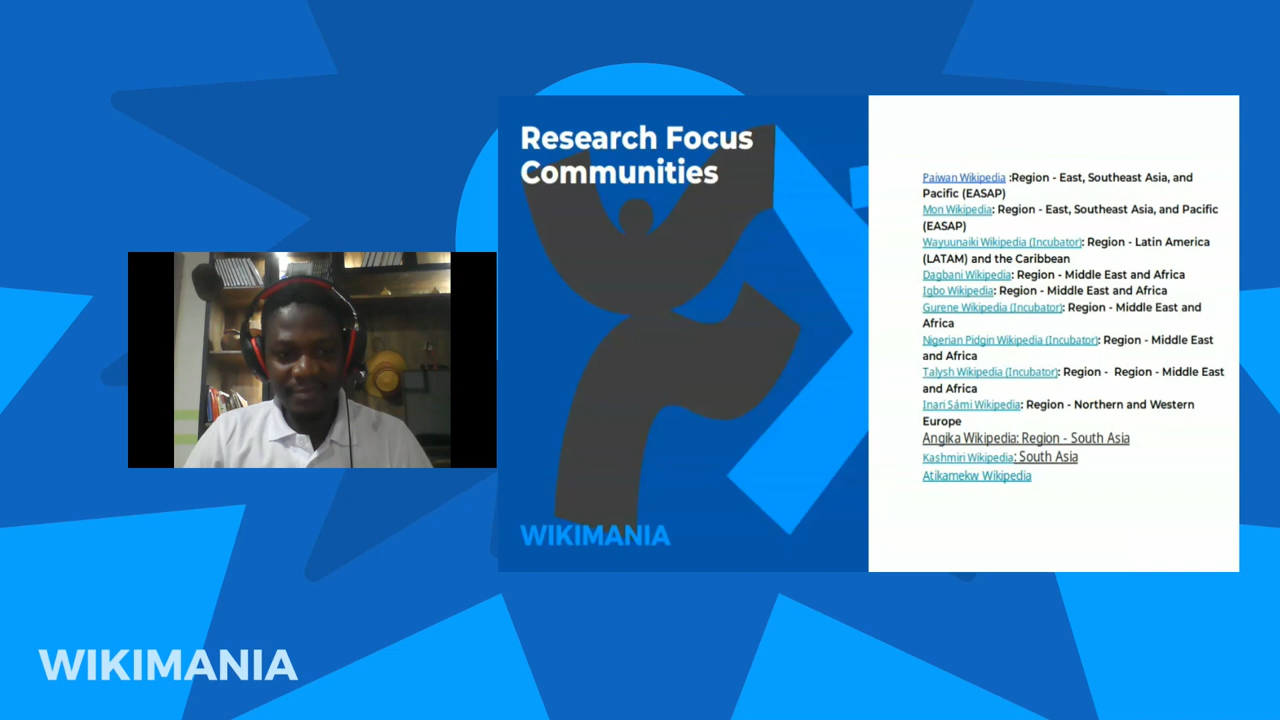 Research Focus
Communities
Paiwan Wikipedia :Region - East, Southeast Asia, and
Pacific (EASAP)
Mon Wikipedia: Region - East, Southeast Asia, and Pacific
(EASAP)
Wayuunaiki Wikipedia (Incubator): Region - Latin America
(LATAM) and the Caribbean
Dagbani Wikipedia: Region - Middle East and Africa
Igbo Wikipedia: Region - Middle East and Africa
Gurene Wikipedia (Incubator): Region - Middle East and
Africa
Nigerian Pidgin Wikipedia (Incubator): Region - Middle East
and Africa
Talysh Wikipedia (Incubator): Region -  Region - Middle East
and Africa
Inari Sámi Wikipedia: Region - Northern and Western
Europe
Angika Wikipedia: Region - South Asia
Kashmiri Wikipedia: South Asia
Atikamekw Wikipedia
WIKIMANIA
WIKIMANIA